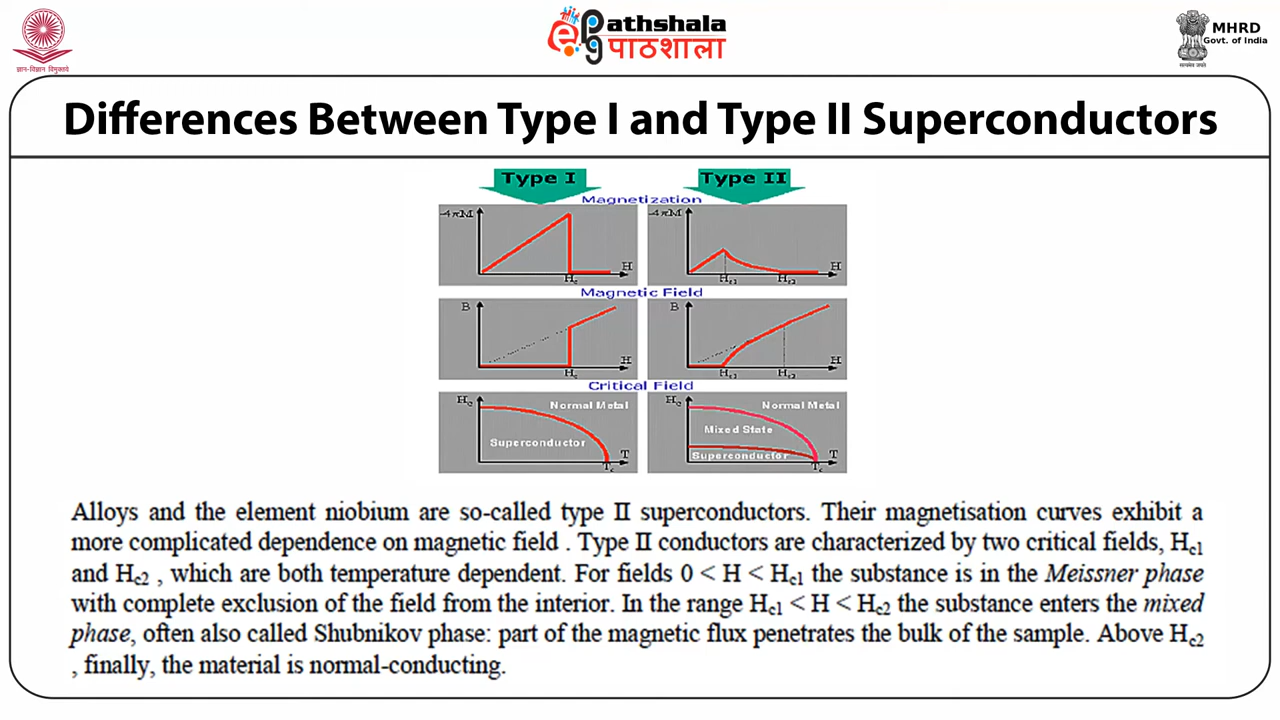 ज्ञान-विज्ञान विमुक्तये
epg
athshala
पाठशाला
MHRD
Govt. of India
सत्यमेव जयते
Differences Between Type I and Type II Superconductors
Type I
Type II
Magnetization
-4πM
H
Hc
-4πM
H
Hc1
Hc2
Magnetic Field
B
H
Hc
B
H
Hc1
Hc2
Critical Field
Hc
Normal Metal
Superconductor
T
Tc
Hc
Normal Metal
Mixed State
Superconductor
T
Tc
Alloys and the element niobium are so-called type II superconductors. Their magnetisation curves exhibit a
more complicated dependence on magnetic field . Type II conductors are characterized by two critical fields, Hc1
and Hc2 , which are both temperature dependent. For fields 0 < H < Hc1 the substance is in the Meissner phase
with complete exclusion of the field from the interior. In the range Hc1 < H < Hc2 the substance enters the mixed
phase, often also called Shubnikov phase: part of the magnetic flux penetrates the bulk of the sample. Above Hc2
, finally, the material is normal-conducting.